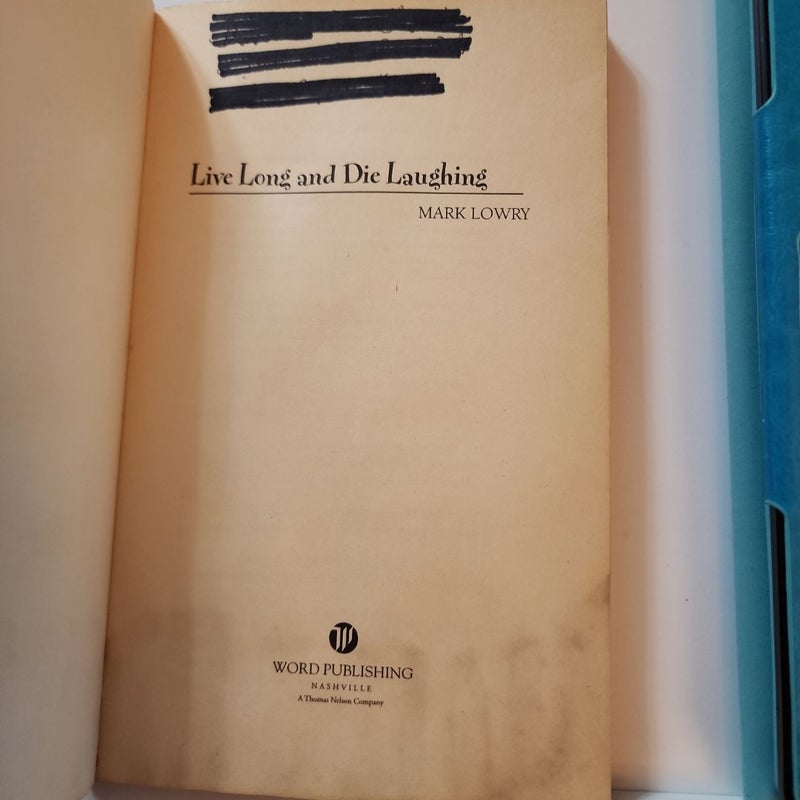 Live Long and Die Laughing
MARK LOWRY
W
WORD PUBLISHING
NASHVILLE
A Thomas Nelson Company